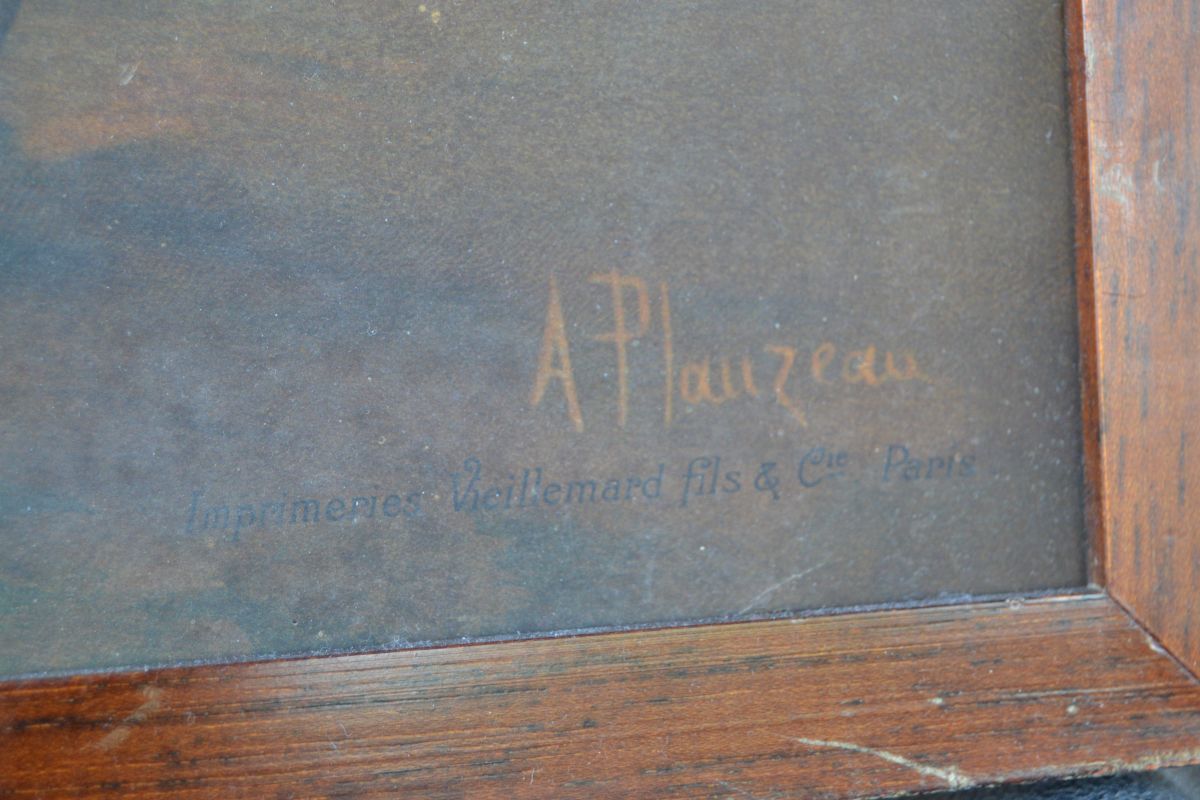 A Plauzeau
Imprimeries Vieillemard fils & Cie Paris